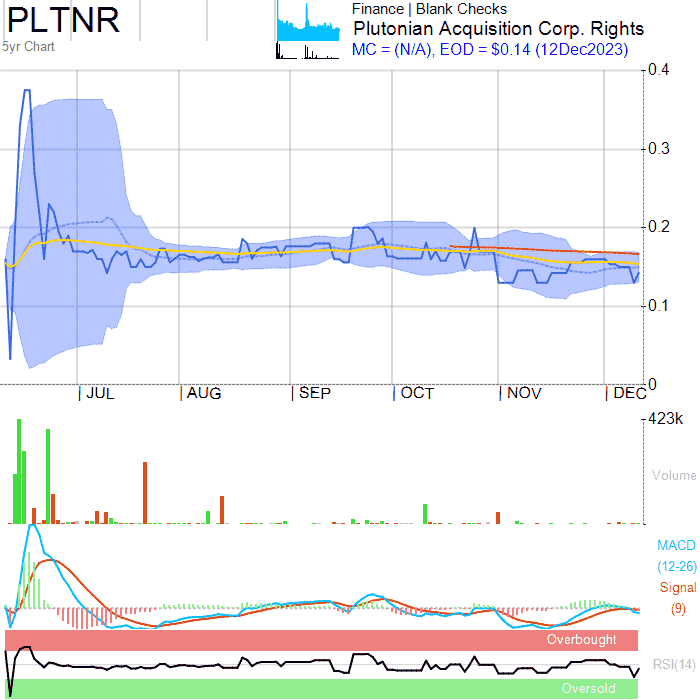 PLTNR
5yr Chart
Finance | Blank Checks
Plutonian Acquisition Corp. Rights
MC = (N/A), EOD = $0.14 (12Dec2023)
0.4
0.3
0.2
0.1
0
| JUL | AUG | SEP | OCT | NOV | DEC
423k
Volume
MACD
(12-26)
Signal
(9)
Overbought
RSI(14)
Oversold